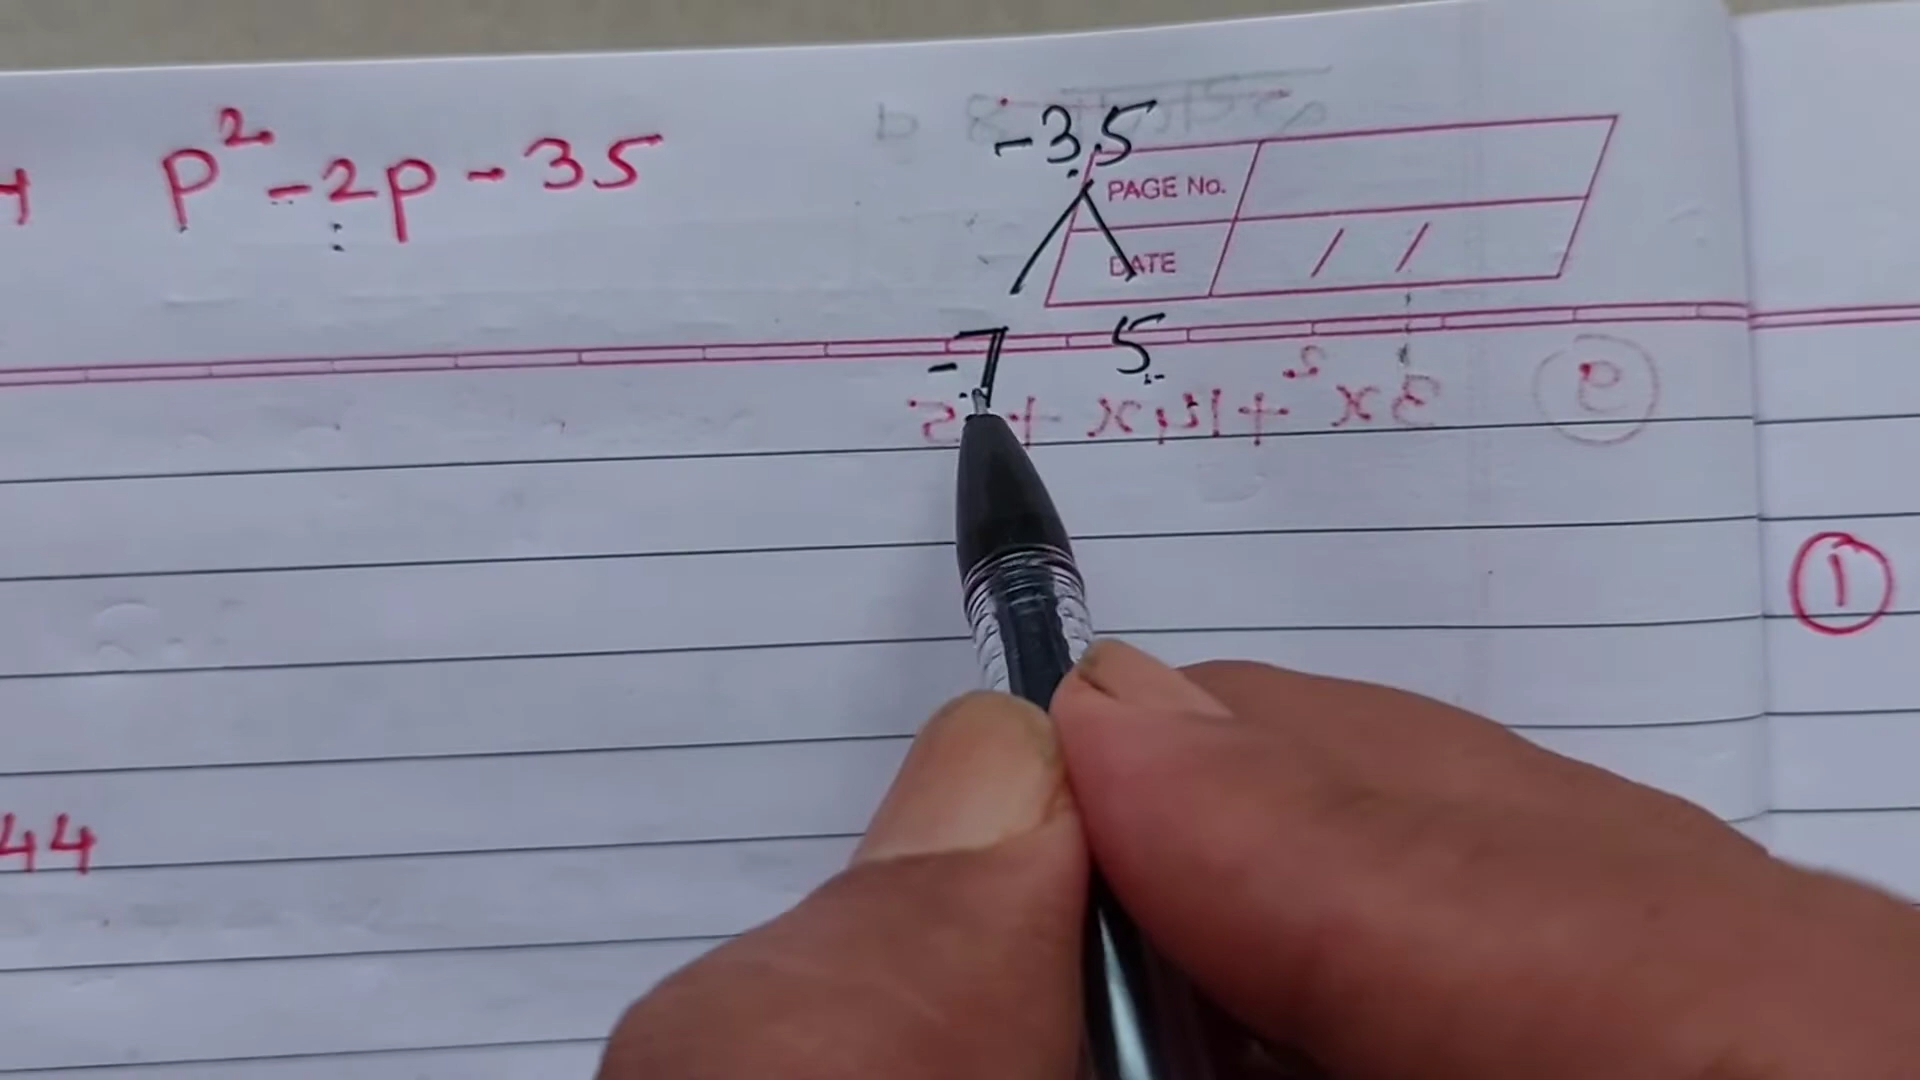 p² - 2p - 35
-35
PAGE No.
DATE / /
-7 5
①
44